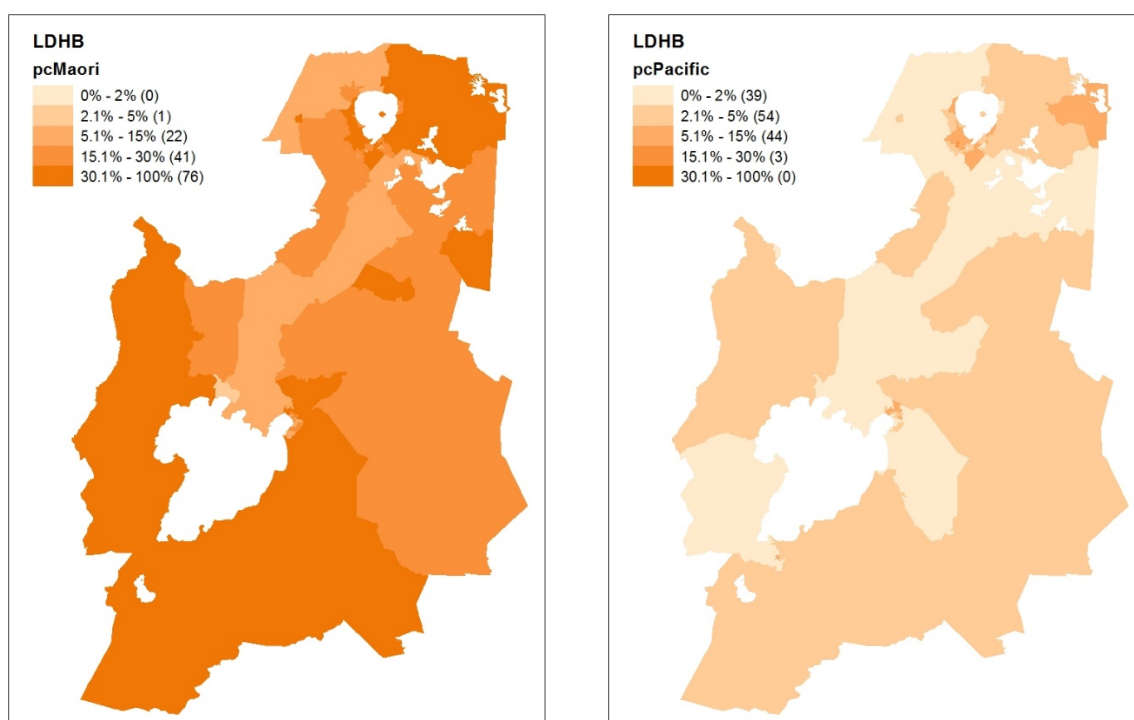 LDHB
pcMaori
0% - 2% (0)
2.1% - 5% (1)
5.1% - 15% (22)
15.1% - 30% (41)
30.1% - 100% (76)
LDHB
pcPacific
0% - 2% (39)
2.1% - 5% (54)
5.1% - 15% (44)
15.1% - 30% (3)
30.1% - 100% (0)